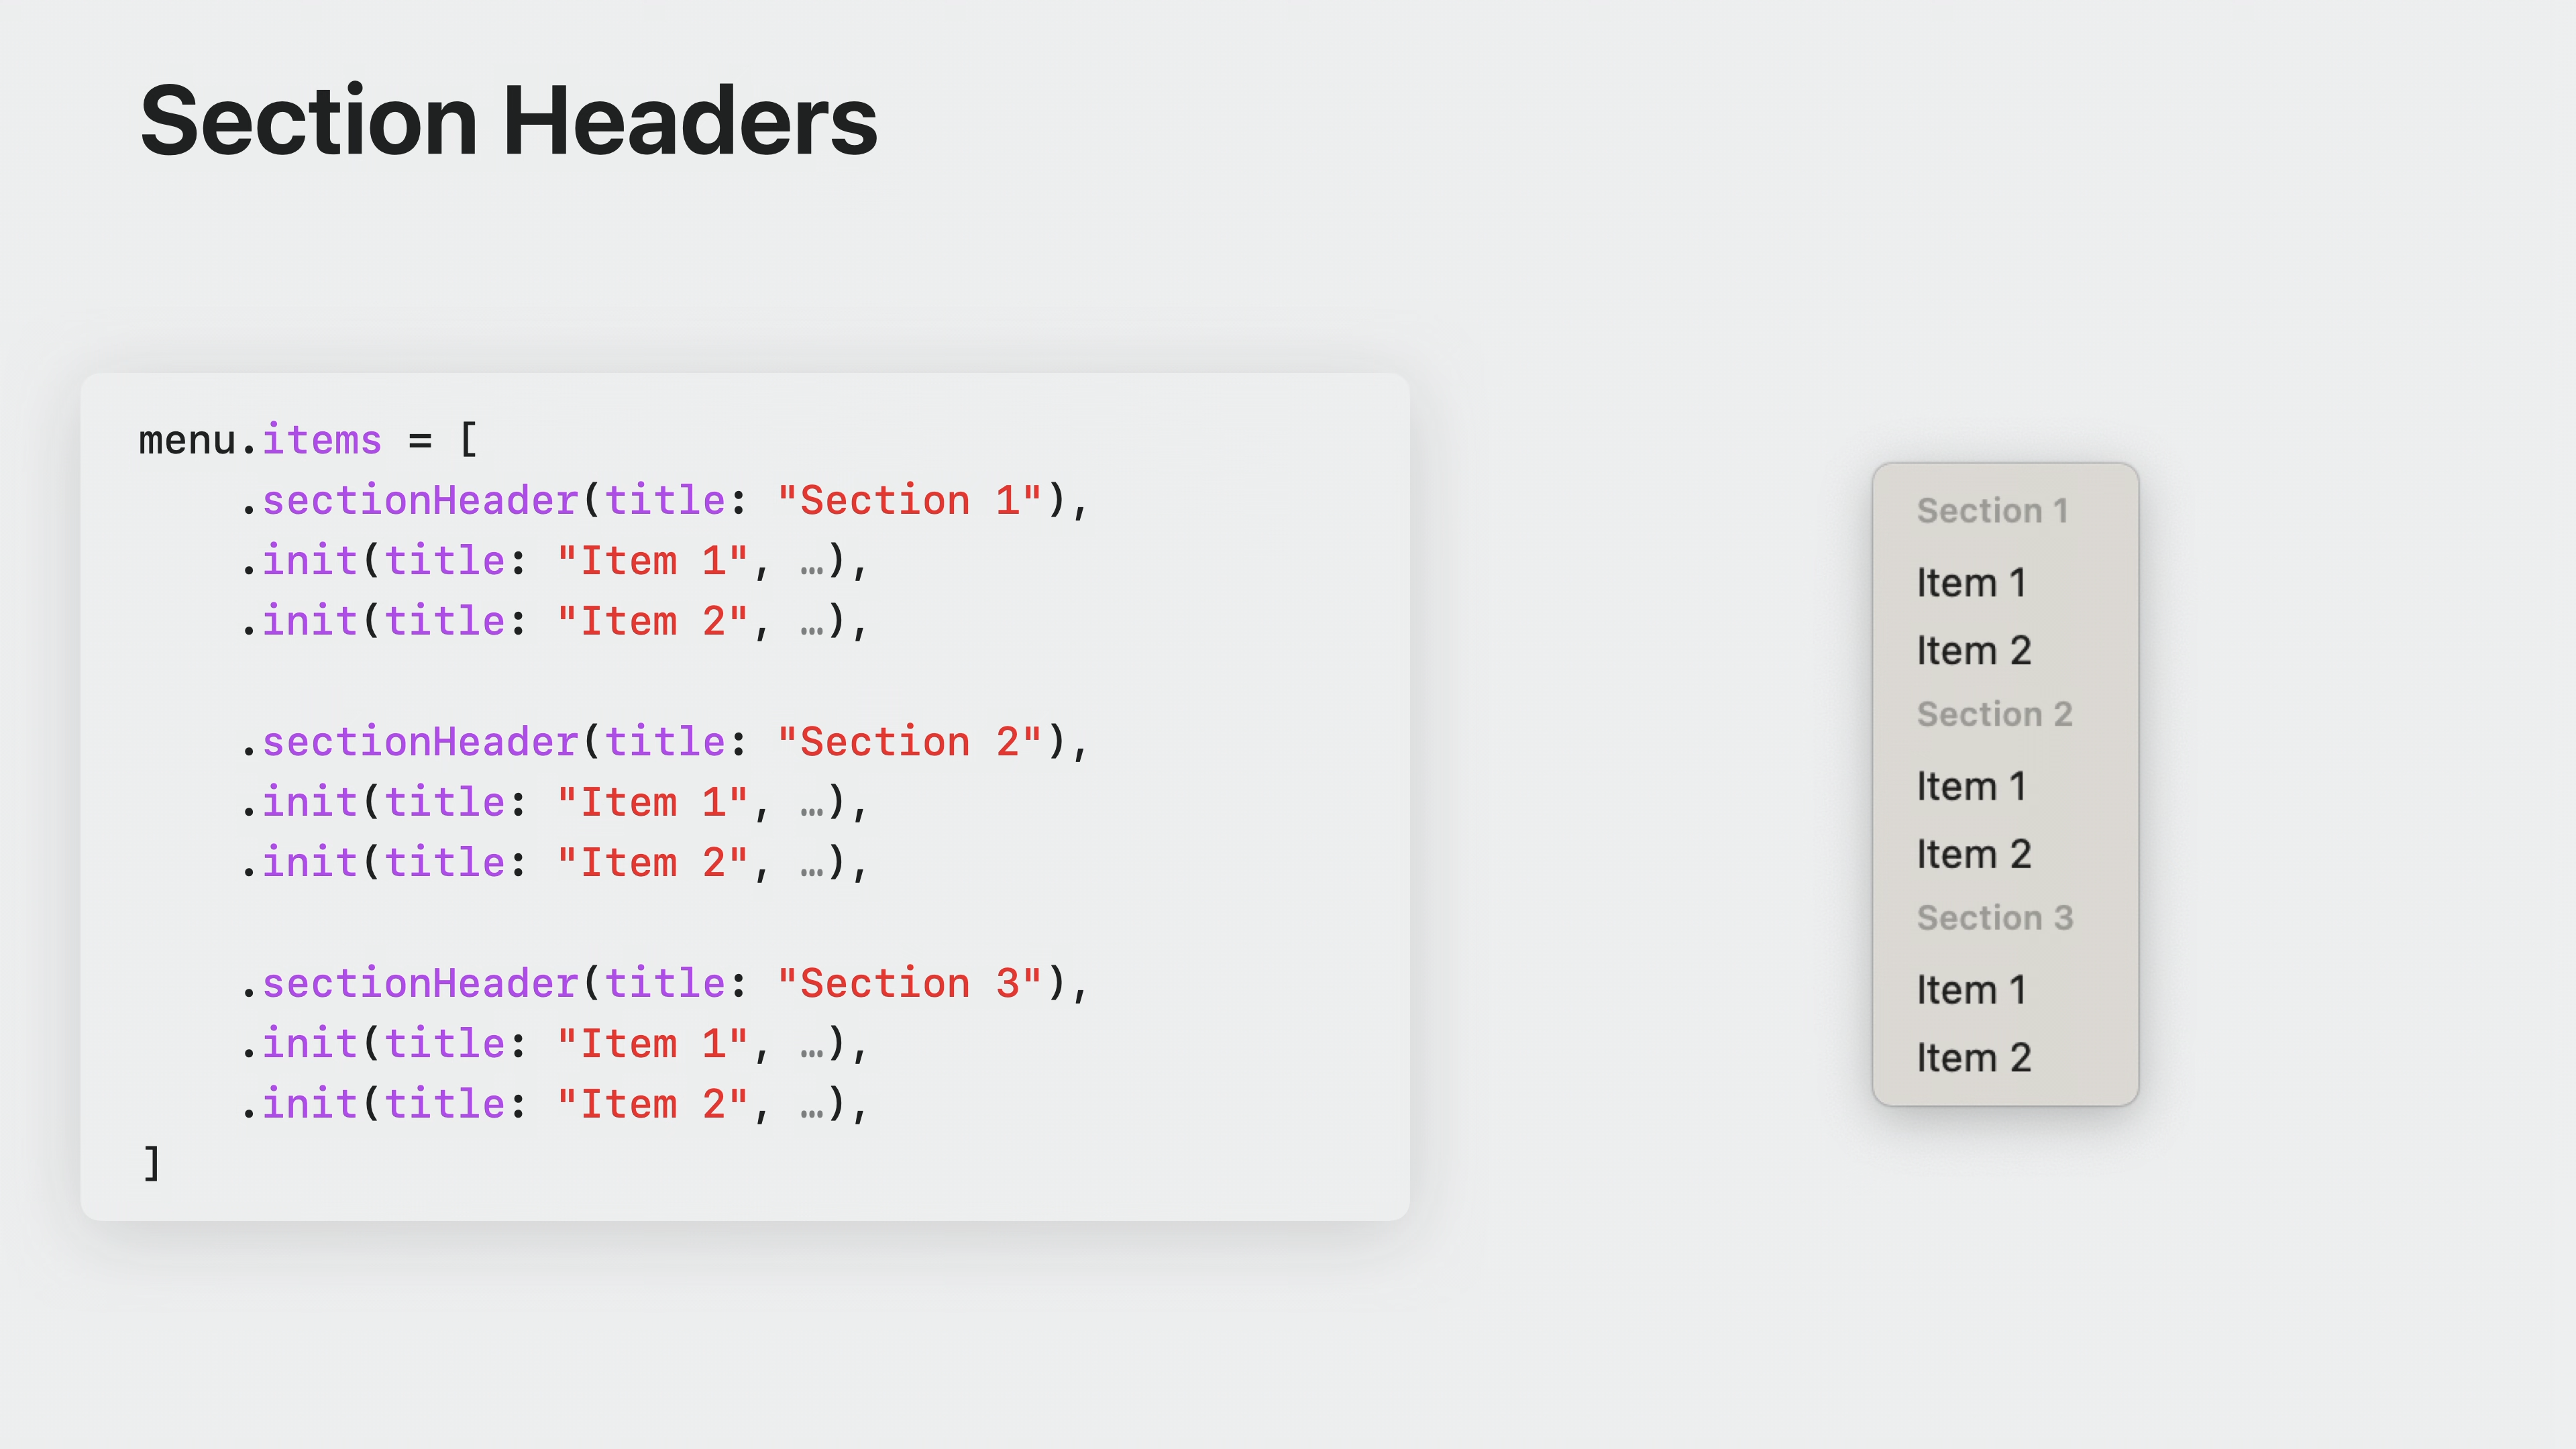 Section Headers
menu.items = [
    .sectionHeader(title: "Section 1"),
    .init(title: "Item 1", …),
    .init(title: "Item 2", …),
    .sectionHeader(title: "Section 2"),
    .init(title: "Item 1", …),
    .init(title: "Item 2", …),
    .sectionHeader(title: "Section 3"),
    .init(title: "Item 1", …),
    .init(title: "Item 2", …),
]
Section 1
Item 1
Item 2
Section 2
Item 1
Item 2
Section 3
Item 1
Item 2